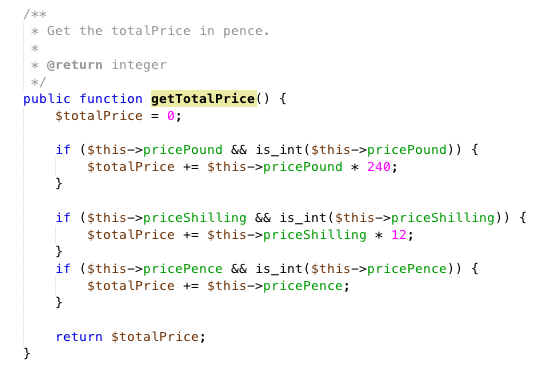 /**
 * Get the totalPrice in pence.
 *
 * @return integer
 */
public function getTotalPrice() {
    $totalPrice = 0;

    if ($this->pricePound && is_int($this->pricePound)) {
        $totalPrice += $this->pricePound * 240;
    }

    if ($this->priceShilling && is_int($this->priceShilling)) {
        $totalPrice += $this->priceShilling * 12;
    }
    if ($this->pricePence && is_int($this->pricePence)) {
        $totalPrice += $this->pricePence;
    }

    return $totalPrice;
}